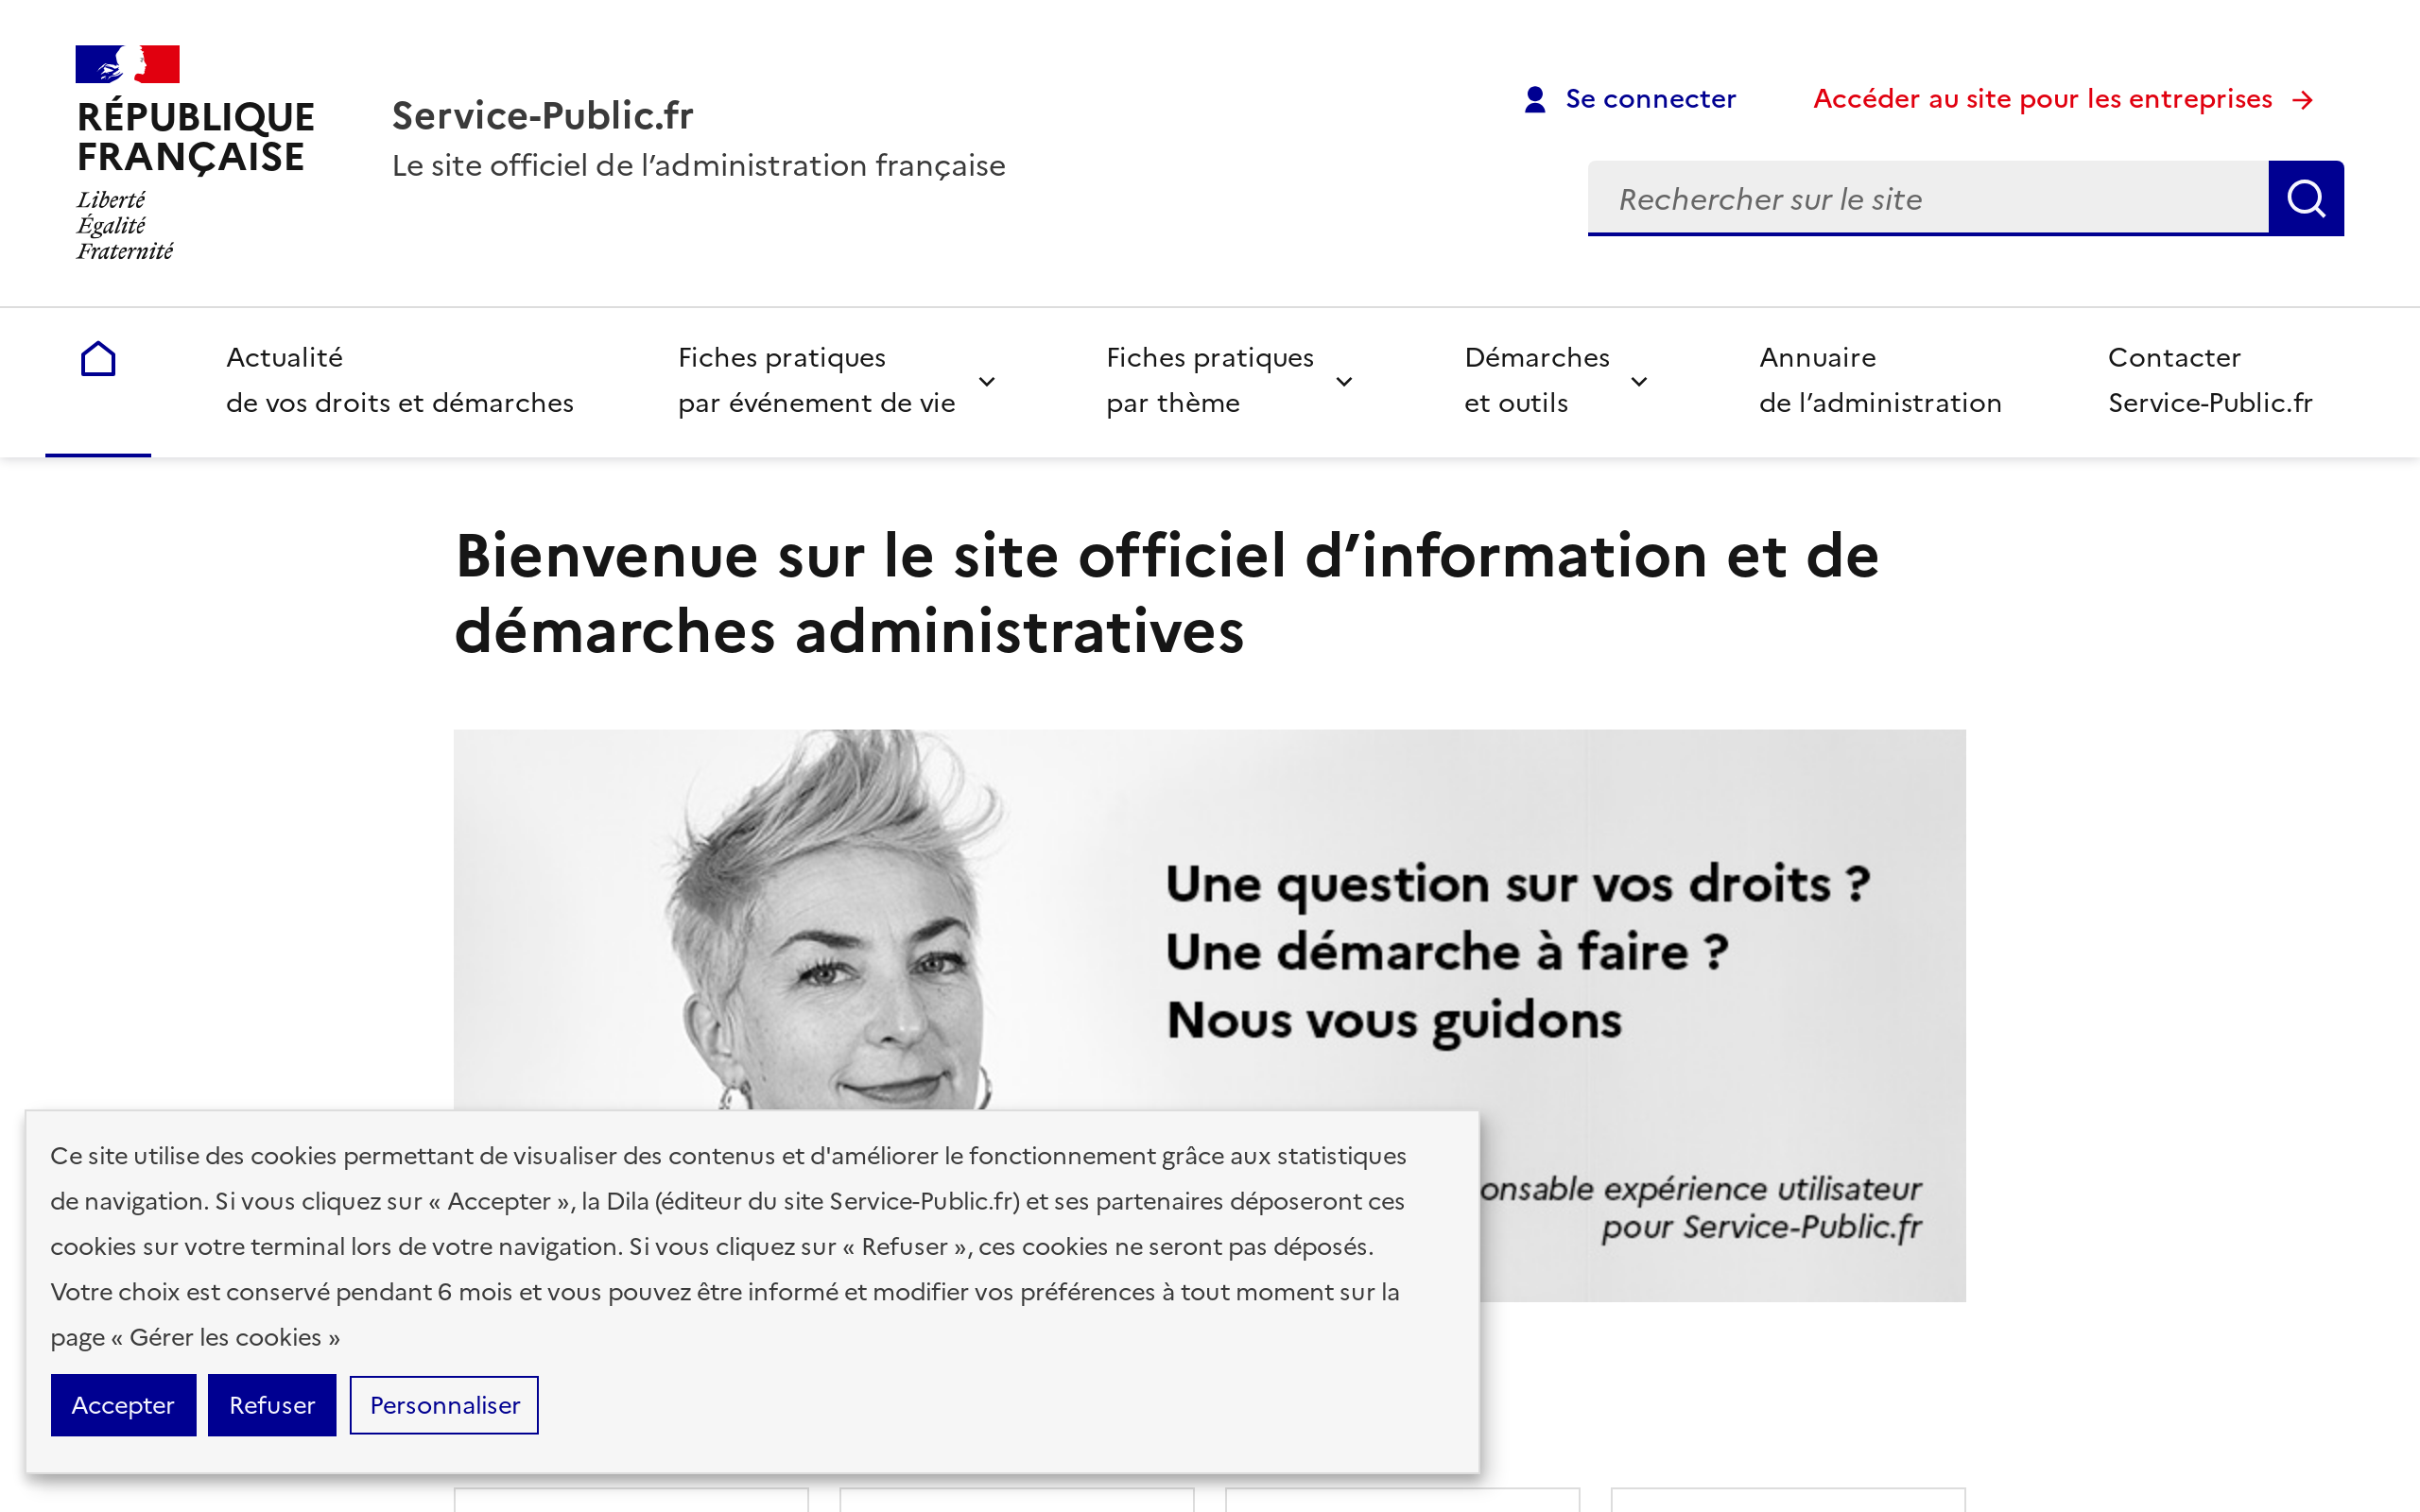 RÉPUBLIQUE
FRANÇAISE
Liberté
Égalité
Fraternité
Service-Public.fr
Le site officiel de l’administration française
Se connecter
Accéder au site pour les entreprises
Rechercher sur le site
Actualité
de vos droits et démarches
Fiches pratiques
par événement de vie
Fiches pratiques
par thème
Démarches
et outils
Annuaire
de l’administration
Contacter
Service-Public.fr
Bienvenue sur le site officiel d’information et de
démarches administratives
Une question sur vos droits ?
Une démarche à faire ?
Nous vous guidons
expérience utilisateur
pour Service-Public.fr
Ce site utilise des cookies permettant de visualiser des contenus et d'améliorer le fonctionnement grâce aux statistiques
de navigation. Si vous cliquez sur « Accepter », la Dila (éditeur du site Service-Public.fr) et ses partenaires déposeront ces
cookies sur votre terminal lors de votre navigation. Si vous cliquez sur « Refuser », ces cookies ne seront pas déposés.
Votre choix est conservé pendant 6 mois et vous pouvez être informé et modifier vos préférences à tout moment sur la
page « Gérer les cookies »
Accepter
Refuser
Personnaliser